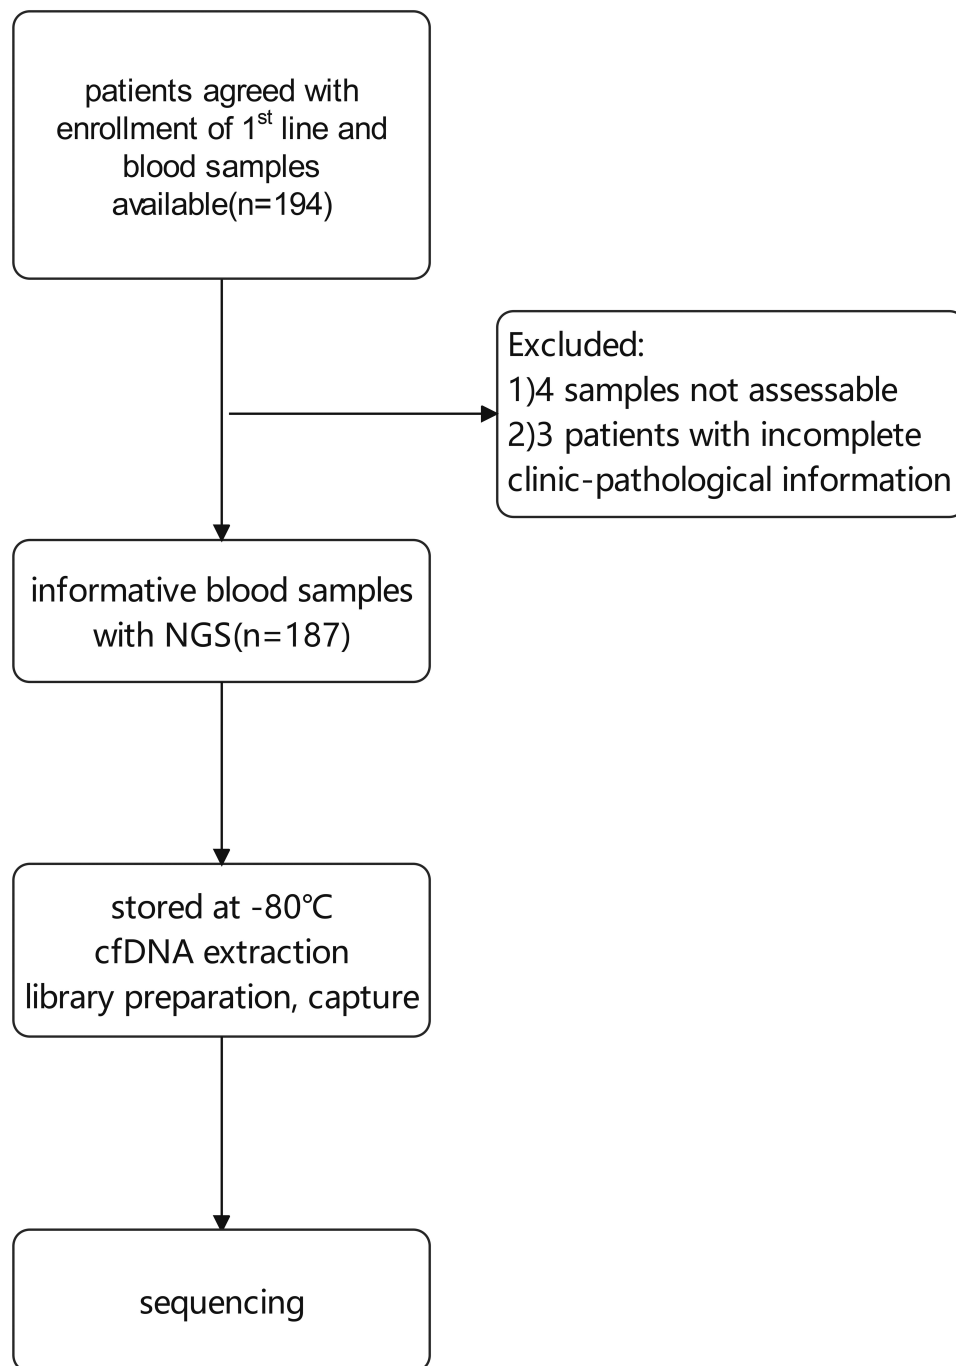 patients agreed with
enrollment of 1st line and
blood samples
available(n=194)
Excluded:
1)4 samples not assessable
2)3 patients with incomplete
clinic-pathological information
informative blood samples
with NGS(n=187)
stored at -80℃
cfDNA extraction
library preparation, capture
sequencing